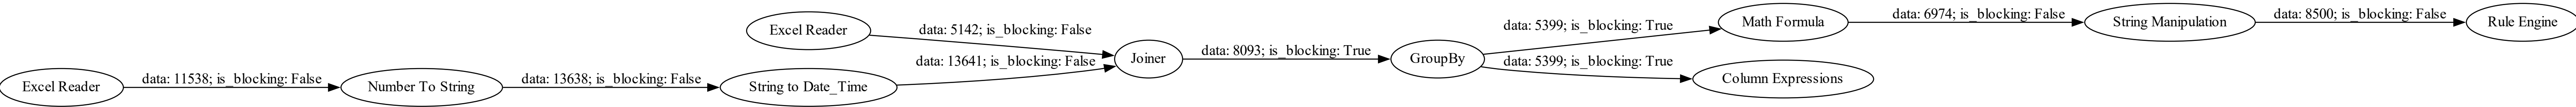 Excel Reader
data: 11538; is_blocking: False
Number To String
data: 13638; is_blocking: False
String to Date_Time
Excel Reader
data: 5142; is_blocking: False
data: 13641; is_blocking: False
Joiner
data: 8093; is_blocking: True
GroupBy
data: 5399; is_blocking: True
data: 5399; is_blocking: True
Math Formula
Column Expressions
data: 6974; is_blocking: False
String Manipulation
data: 8500; is_blocking: False
Rule Engine